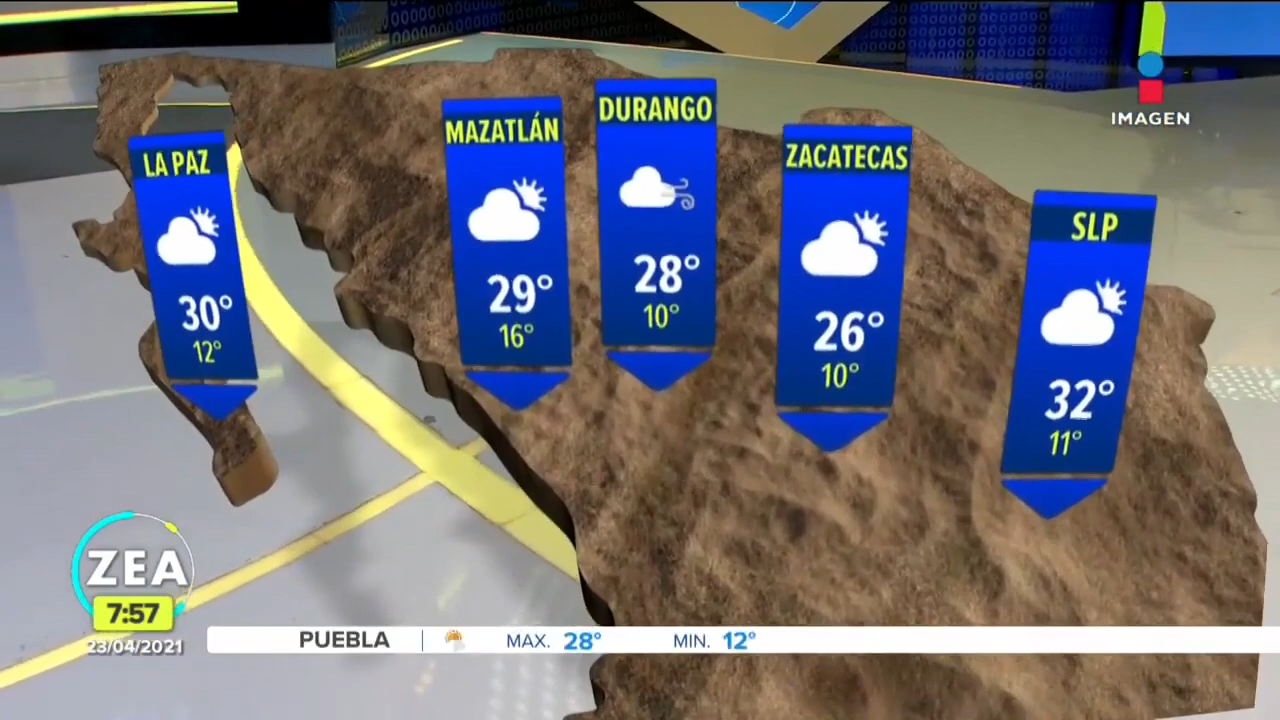 IMAGEN
LA PAZ
30°
12°
MAZATLÁN
29°
16°
DURANGO
28°
10°
ZACATECAS
26°
10°
SLP
32°
11°
ZEA
7:57
23/04/2021
PUEBLA
MAX. 28°
MIN. 12°